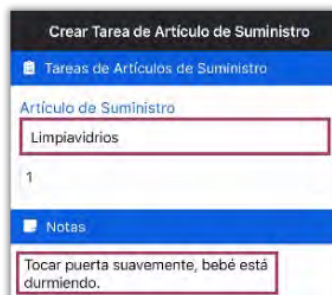 Crear Tarea de Artículo de Suministro
Tareas de Artículos de Suministro
Artículo de Suministro
Limpiavidrios
1
Notas
Tocar puerta suavemente, bebé está
durmiendo.